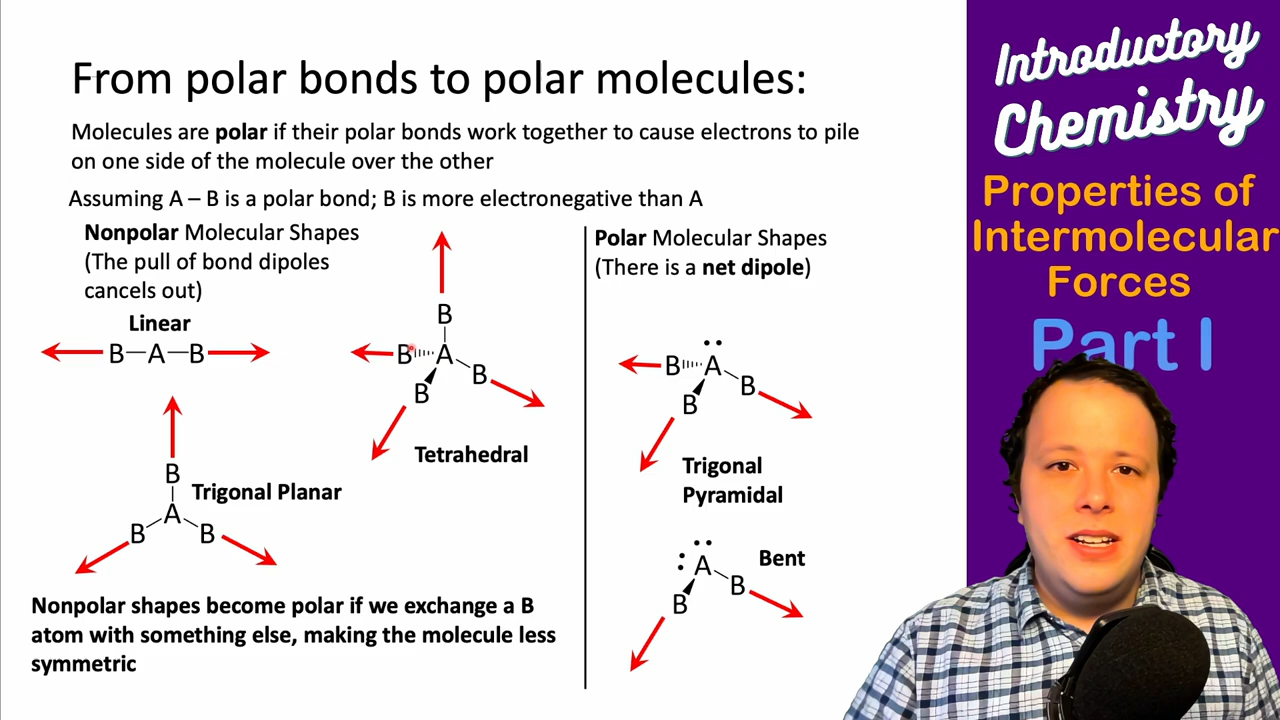 From polar bonds to polar molecules:
Molecules are polar if their polar bonds work together to cause electrons to pile
on one side of the molecule over the other
Assuming A – B is a polar bond; B is more electronegative than A
Nonpolar Molecular Shapes
(The pull of bond dipoles
cancels out)
Linear
B A B
B
B A
B
B
Tetrahedral
B
A
B B
Trigonal Planar
Nonpolar shapes become polar if we exchange a B
atom with something else, making the molecule less
symmetric
Polar Molecular Shapes
(There is a net dipole)
B A
B
B
Trigonal
Pyramidal
A
B
B
Bent
Introductory
Chemistry
Properties of
Intermolecular
Forces
Part I